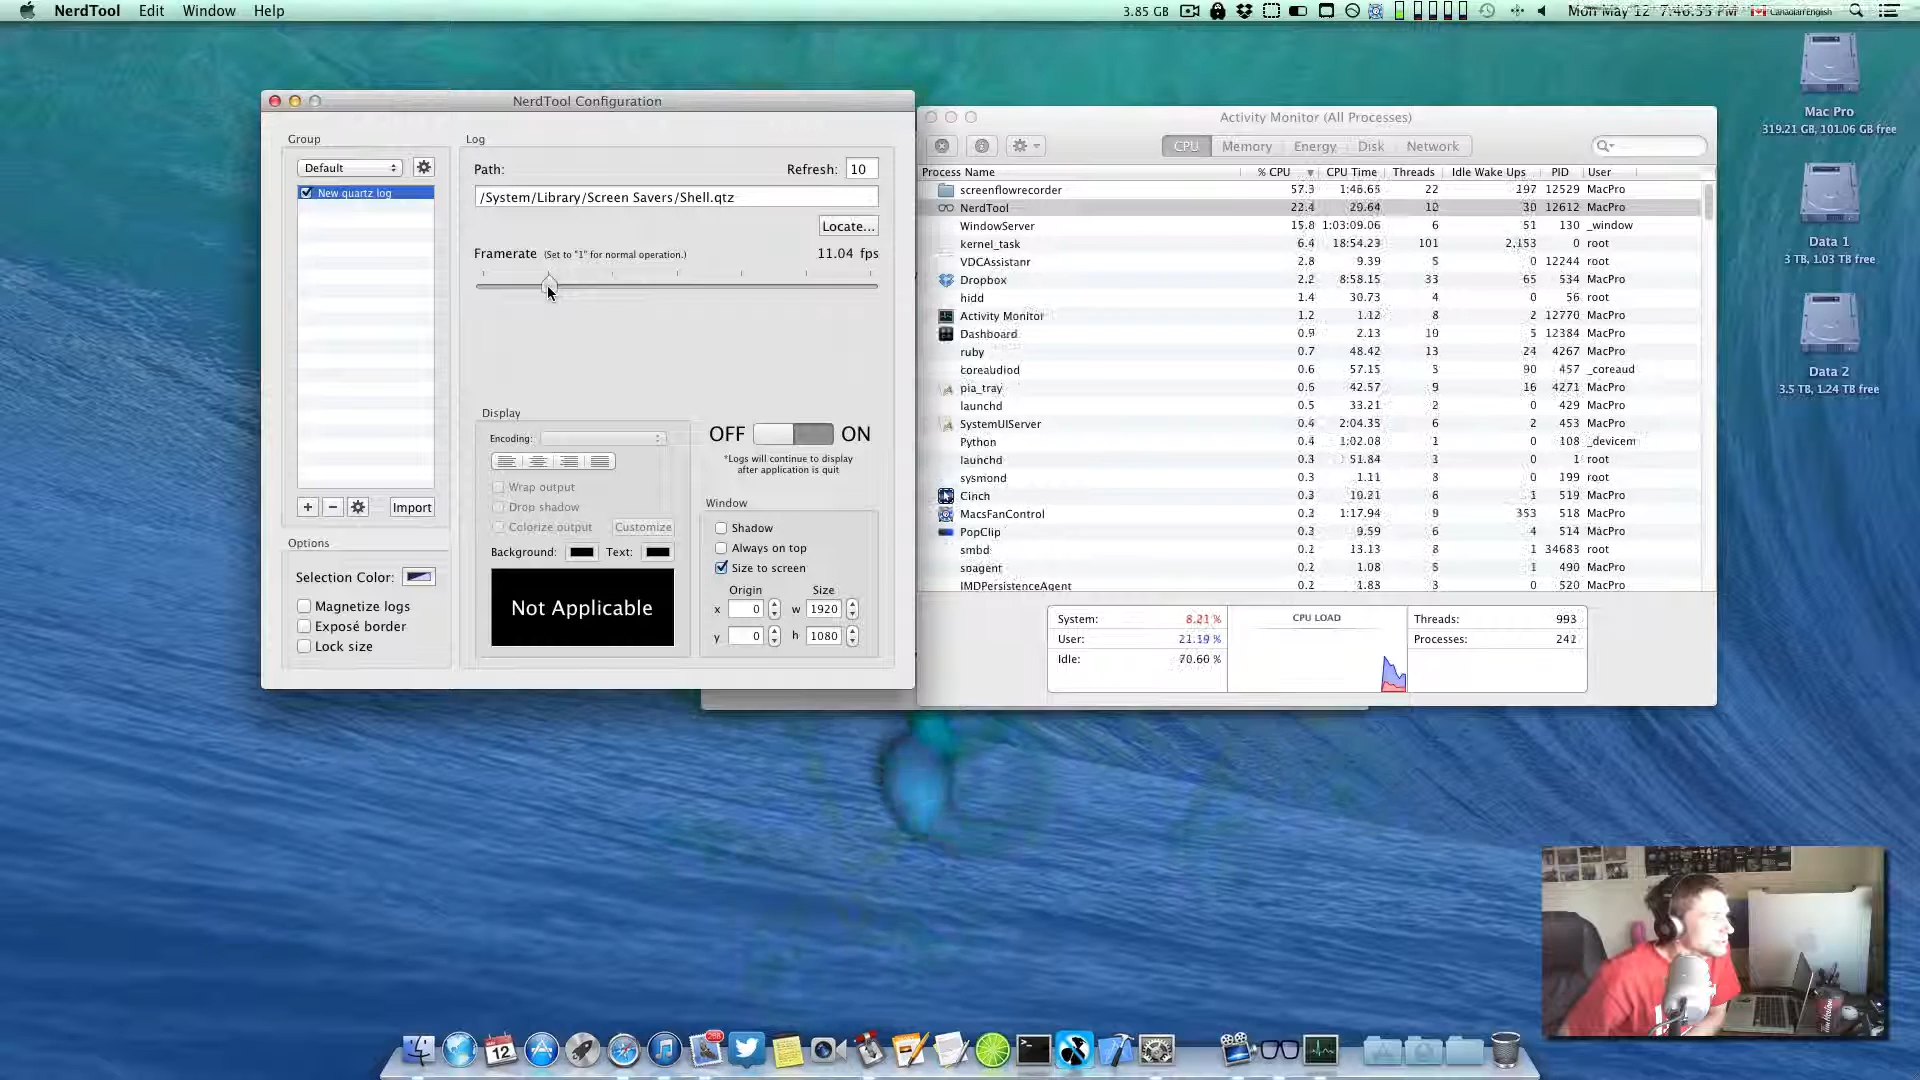 NerdTool Edit Window Help
3.85 GB Mon May 12 7:46:55 PM Canadian English
NerdTool Configuration
Group
Default
New quartz log
Import
Options
Selection Color:
Magnetize logs
Exposé border
Lock size
Log
Path: Refresh: 10
/System/Library/Screen Savers/Shell.qtz
Locate...
Framerate (Set to "1" for normal operation.) 11.04 fps
Display
Encoding:
Wrap output
Drop shadow
Colorize output Customize
Background: Text:
Not Applicable
OFF ON
*Logs will continue to display
after application is quit
Window
Shadow
Always on top
Size to screen
Origin Size
x 0 w 1920
y 0 h 1080
Activity Monitor (All Processes)
CPU Memory Energy Disk Network
Process Name % CPU CPU Time Threads Idle Wake Ups PID User
screenflowrecorder 57.3 1:46.65 22 197 12529 MacPro
NerdTool 22.4 29.64 10 30 12612 MacPro
WindowServer 15.8 1:03:09.06 6 51 130 _window
kernel_task 6.4 18:54.23 101 2,153 0 root
VDCAssistant 2.8 9.39 5 0 12244 root
Dropbox 2.2 8:58.15 33 65 534 MacPro
hidd 1.4 30.73 4 0 56 root
Activity Monitor 1.2 1.12 8 2 12770 MacPro
Dashboard 0.9 2.13 10 5 12384 MacPro
ruby 0.7 48.42 13 24 4267 MacPro
coreaudiod 0.6 57.15 3 90 457 _coreaud
pia_tray 0.6 42.57 9 16 4271 MacPro
launchd 0.5 33.21 2 0 429 MacPro
SystemUIServer 0.4 2:04.35 6 2 453 MacPro
Python 0.4 1:02.08 1 0 108 _devicem
launchd 0.3 51.84 3 0 1 root
sysmond 0.3 1.11 8 0 199 root
Cinch 0.3 10.21 6 1 519 MacPro
MacsFanControl 0.2 1:17.94 9 353 518 MacPro
PopClip 0.2 9.59 6 4 514 MacPro
smbd 0.2 13.13 8 1 34683 root
soagent 0.2 1.08 5 1 490 MacPro
IMDPersistenceAgent 0.2 1.83 3 0 520 MacPro
System: 8.21 %
User: 21.19 %
Idle: 70.60 %
CPU LOAD
Threads: 993
Processes: 242
Mac Pro
319.21 GB, 101.06 GB free
Data 1
3 TB, 1.03 TB free
Data 2
3.5 TB, 1.24 TB free
12